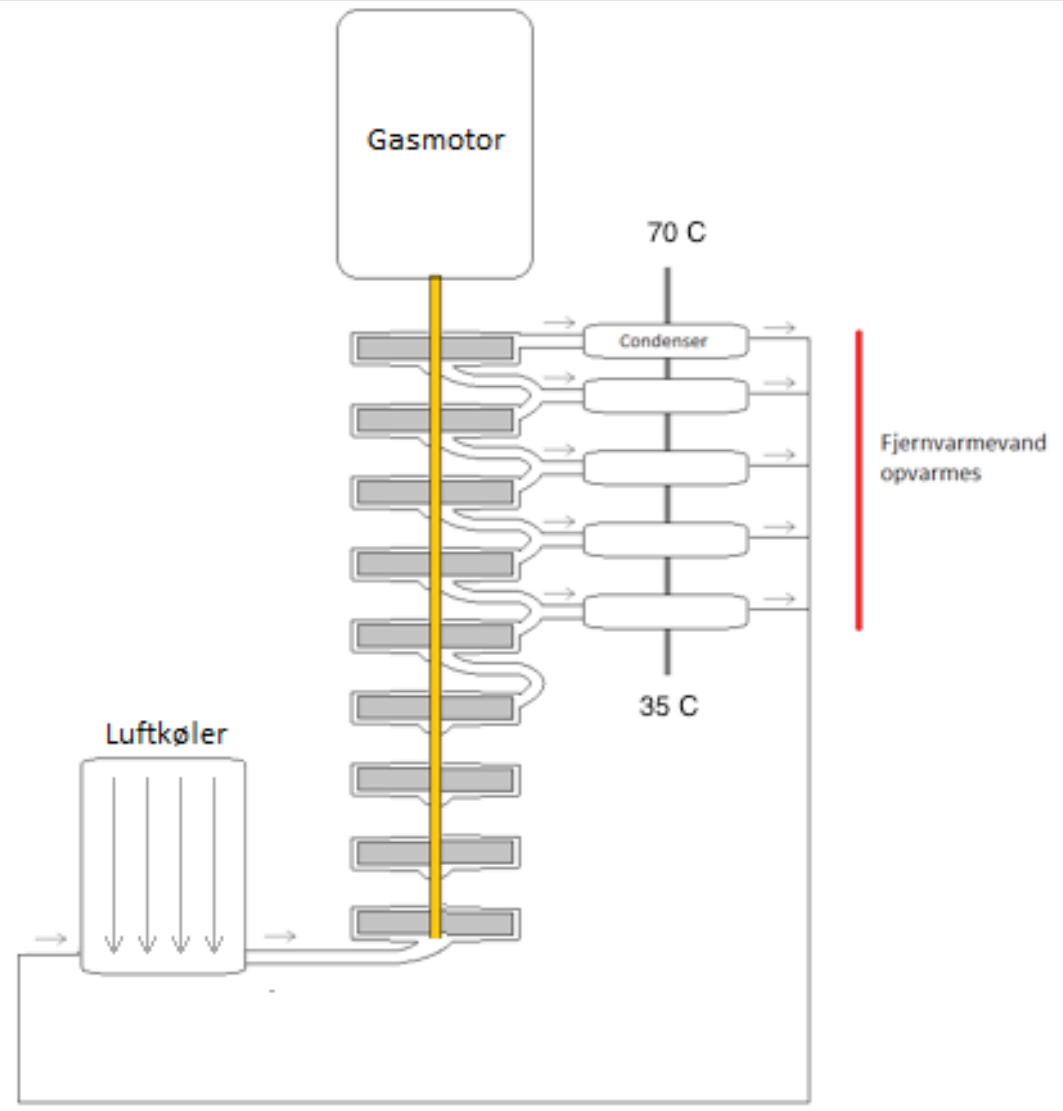 Gasmotor
70 C
Condenser
Fjernvarmevand
opvarmes
35 C
Luftkøler